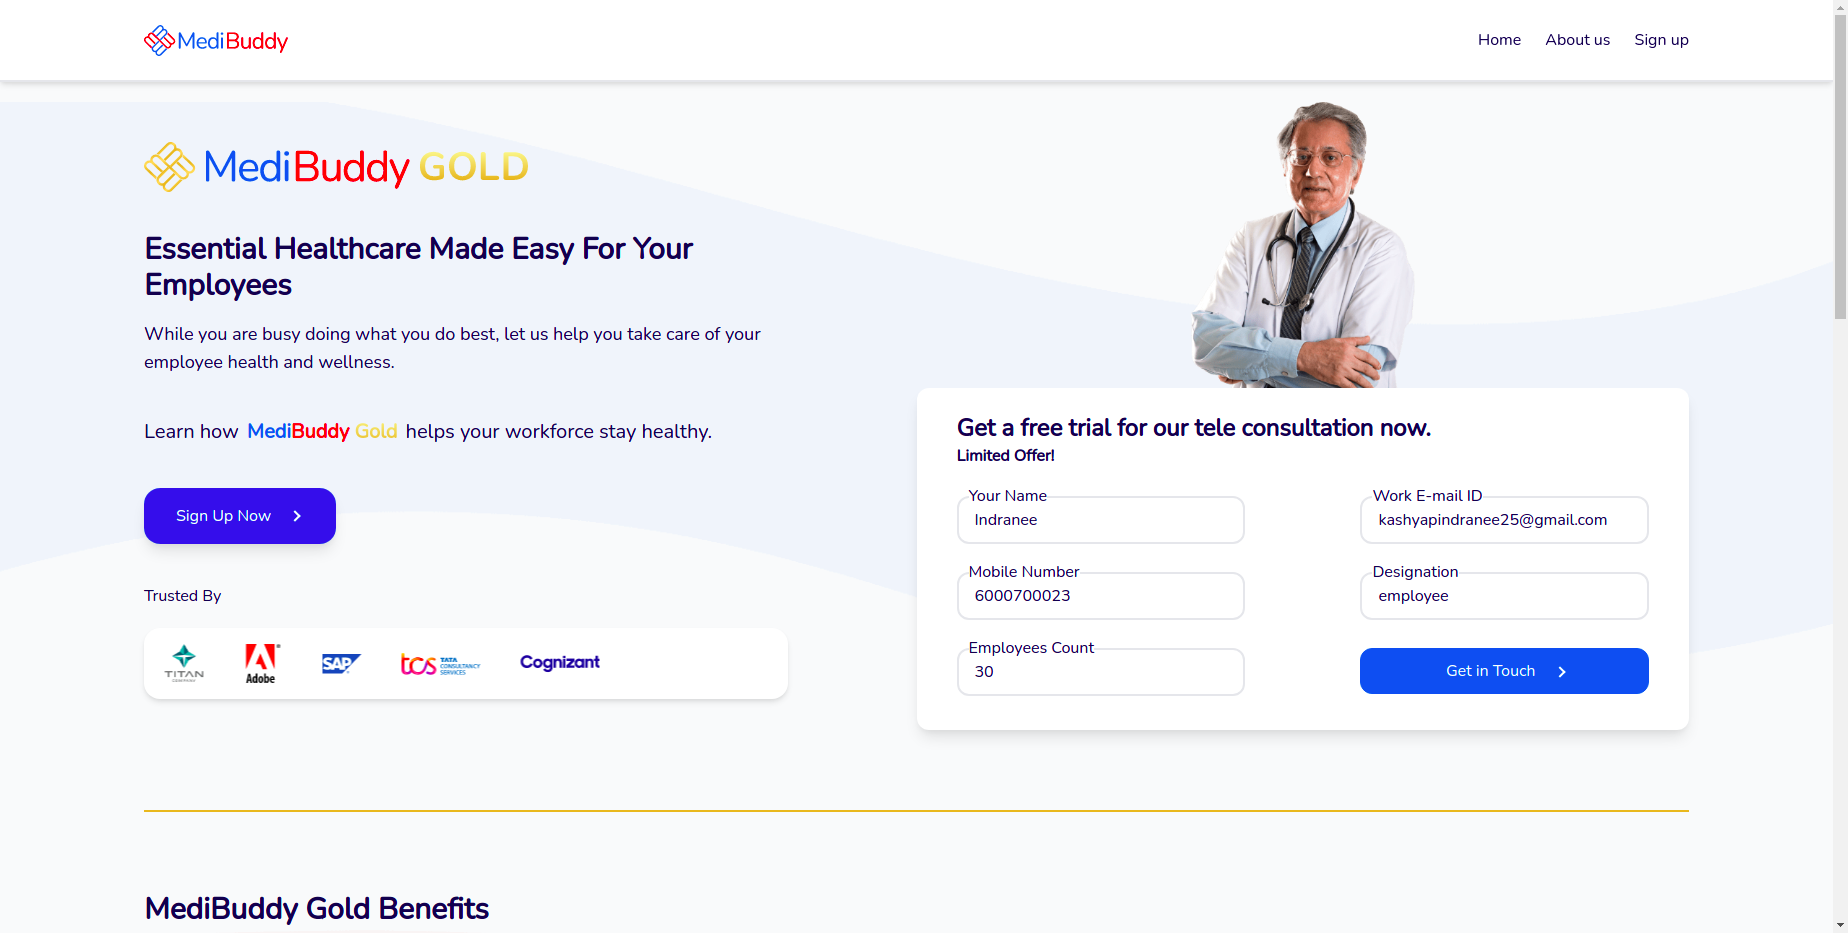 MediBuddy
Home
About us
Sign up
MediBuddy GOLD
Essential Healthcare Made Easy For Your
Employees
While you are busy doing what you do best, let us help you take care of your
employee health and wellness.
Learn how MediBuddy Gold helps your workforce stay healthy.
Sign Up Now
Trusted By
TITAN
COMPANY
Adobe
SAP
tcs TATA
CONSULTANCY
SERVICES
Cognizant
Get a free trial for our tele consultation now.
Limited Offer!
Your Name
Indranee
Work E-mail ID
kashyapindranee25@gmail.com
Mobile Number
6000700023
Designation
employee
Employees Count
30
Get in Touch
MediBuddy Gold Benefits